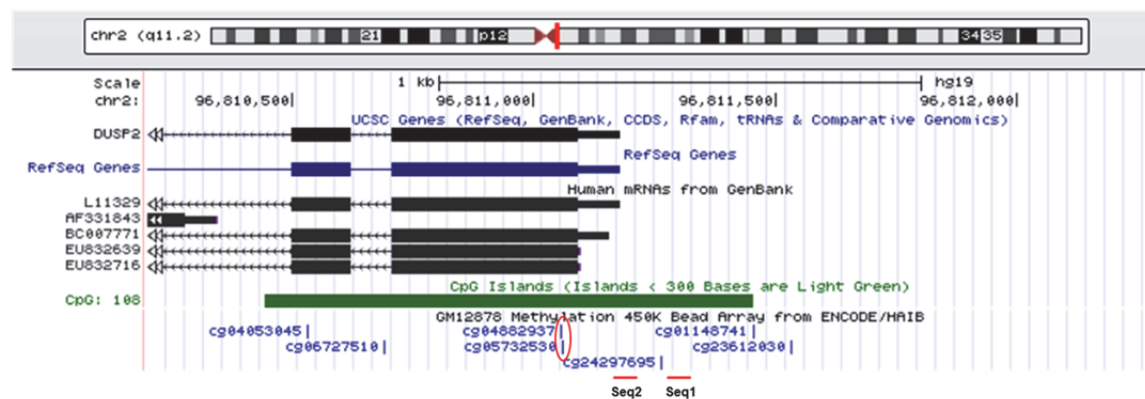 chr2 (q11.2) 21 p12 34 35
Scale 1 kb hg19
chr2: 96,810,500| 96,811,000| 96,811,500| 96,812,000|
UCSC Genes (RefSeq, GenBank, CCDS, Rfam, tRNAs & Comparative Genomics)
DUSP2
RefSeq Genes
RefSeq Genes
Human mRNAs from GenBank
L11329
AF331843
BC007771
EU832639
EU832716
CpG Islands (Islands < 300 Bases are Light Green)
CpG: 108
GM12878 Methylation 450K Bead Array from ENCODE/HAIB
cg04053045| cg04882937| cg01148741|
cg06727510| cg05732530| cg23612030|
cg24297695|
Seq2 Seq1